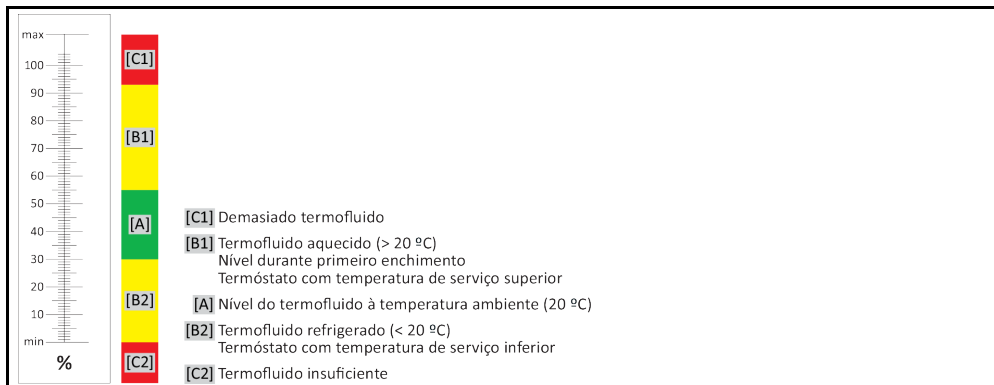 max
100
90
80
70
60
50
40
30
20
10
min
%
[C1]
[B1]
[A]
[B2]
[C2]
[C1] Demasiado termofluido
[B1] Termofluido aquecido (> 20 ºC)
Nível durante primeiro enchimento
Termóstato com temperatura de serviço superior
[A] Nível do termofluido à temperatura ambiente (20 ºC)
[B2] Termofluido refrigerado (< 20 ºC)
Termóstato com temperatura de serviço inferior
[C2] Termofluido insuficiente